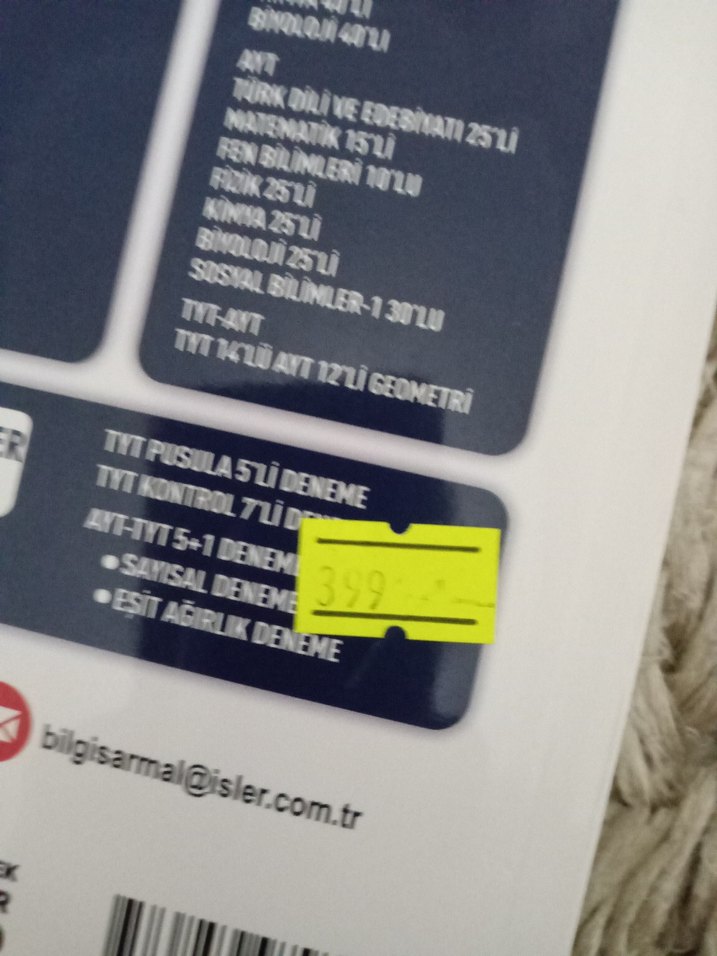 BİYOLOJİ 40'LI
AYT
TÜRK DİLİ VE EDEBİYATI 25'Lİ
MATEMATİK 15'Lİ
FEN BİLİMLERİ 10'LU
FİZİK 25'Lİ
KİMYA 25'Lİ
BİYOLOJİ 25'Lİ
SOSYAL BİLİMLER-1 30'LU
TYT-AYT
TYT 14'LÜ AYT 12'Lİ GEOMETRİ
TYT PUSULA 5'Lİ DENEME
TYT KONTROL 7'Lİ
AYT-TYT 5+1 DENEME
•SAYISAL DENEME
•EŞİT AĞIRLIK DENEME
399
bilgisarmal@isler.com.tr